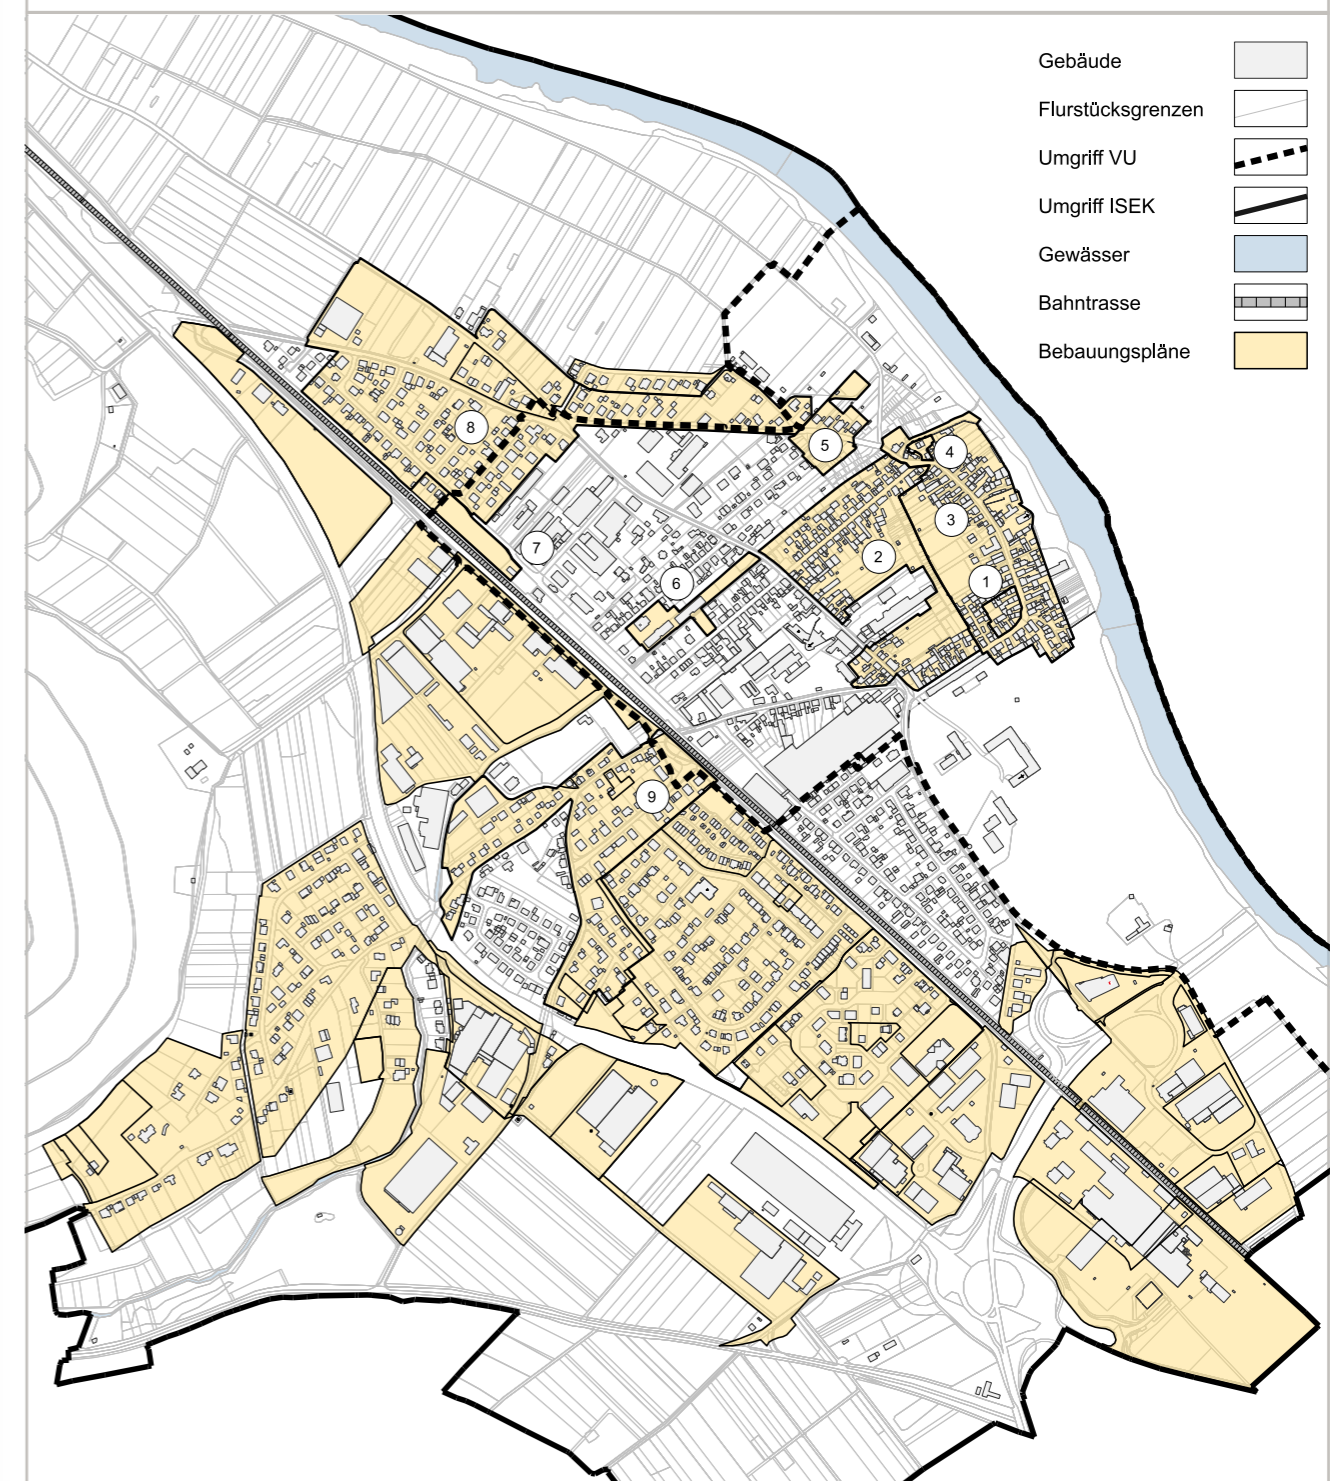 Gebäude
Flurstücksgrenzen
Umgriff VU
Umgriff ISEK
Gewässer
Bahntrasse
Bebauungspläne
8
5
4
3
7
2
6
1
9